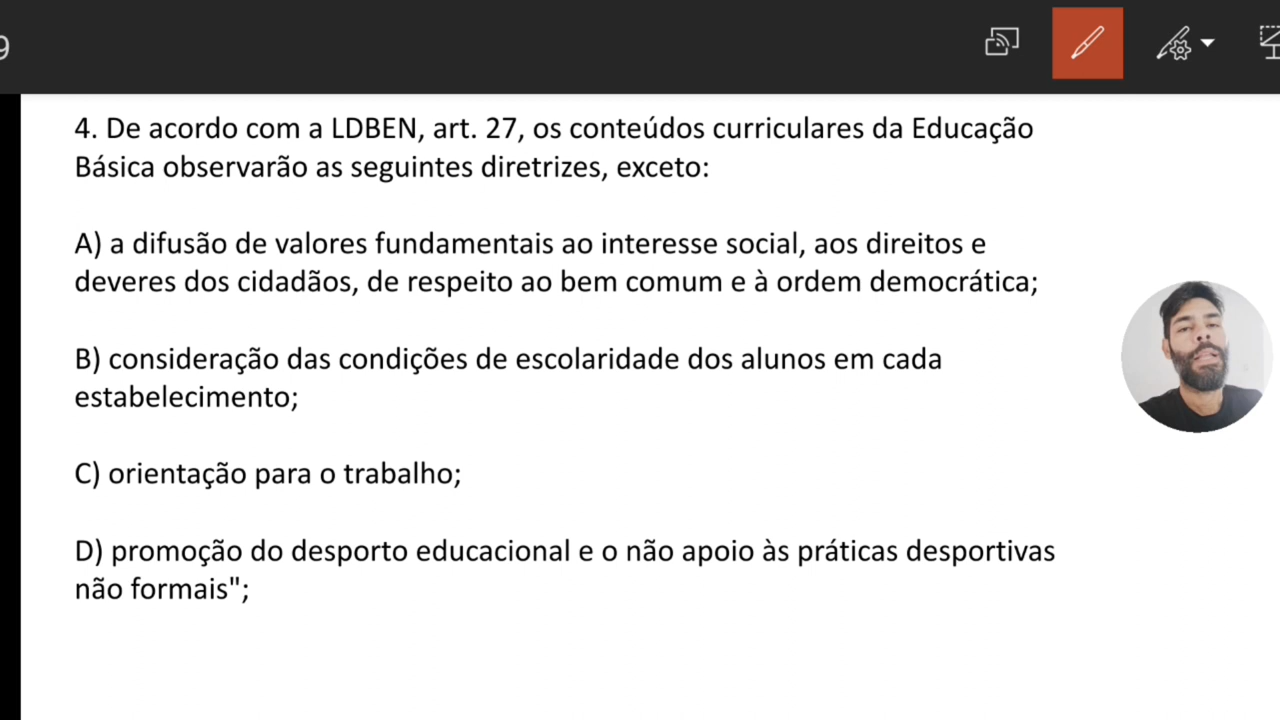 9
4. De acordo com a LDBEN, art. 27, os conteúdos curriculares da Educação
Básica observarão as seguintes diretrizes, exceto:
A) a difusão de valores fundamentais ao interesse social, aos direitos e
deveres dos cidadãos, de respeito ao bem comum e à ordem democrática;
B) consideração das condições de escolaridade dos alunos em cada
estabelecimento;
C) orientação para o trabalho;
D) promoção do desporto educacional e o não apoio às práticas desportivas
não formais";